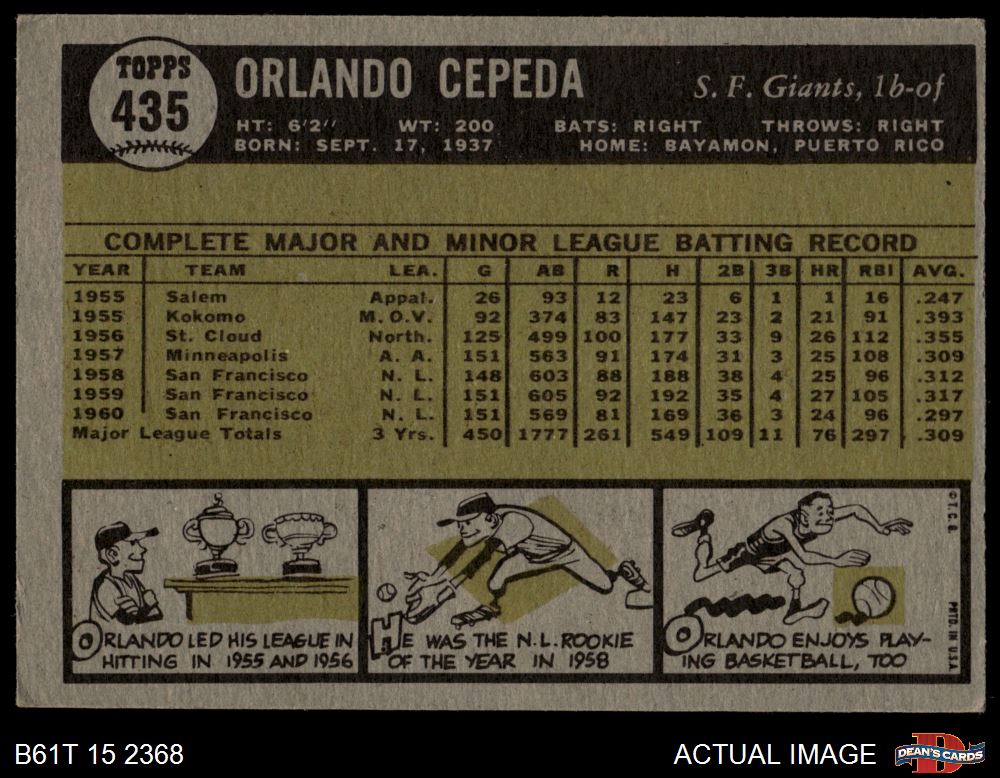 TOPPS
435
ORLANDO CEPEDA
S. F. Giants, 1b-of
HT: 6'2" WT: 200 BATS: RIGHT THROWS: RIGHT
BORN: SEPT. 17, 1937 HOME: BAYAMON, PUERTO RICO
COMPLETE MAJOR AND MINOR LEAGUE BATTING RECORD
YEAR TEAM LEA. G AB R H 2B 3B HR RBI AVG.
1955 Salem Appal. 26 93 12 23 6 1 1 16 .247
1955 Kokomo M. O. V. 92 374 83 147 23 2 21 91 .393
1956 St. Cloud North. 125 499 100 177 33 9 26 112 .355
1957 Minneapolis A. A. 151 563 91 174 31 3 25 108 .309
1958 San Francisco N. L. 148 603 88 188 38 4 25 96 .312
1959 San Francisco N. L. 151 605 92 192 35 4 27 105 .317
1960 San Francisco N. L. 151 569 81 169 36 3 24 96 .297
Major League Totals 3 Yrs. 450 1777 261 549 109 11 76 297 .309
ORLANDO LED HIS LEAGUE IN
HITTING IN 1955 AND 1956
HE WAS THE N.L. ROOKIE
OF THE YEAR IN 1958
ORLANDO ENJOYS PLAY-
ING BASKETBALL, TOO
© T. C. G.
PRTD. IN U.S.A.
B61T 15 2368
ACTUAL IMAGE
DEAN'S CARDS